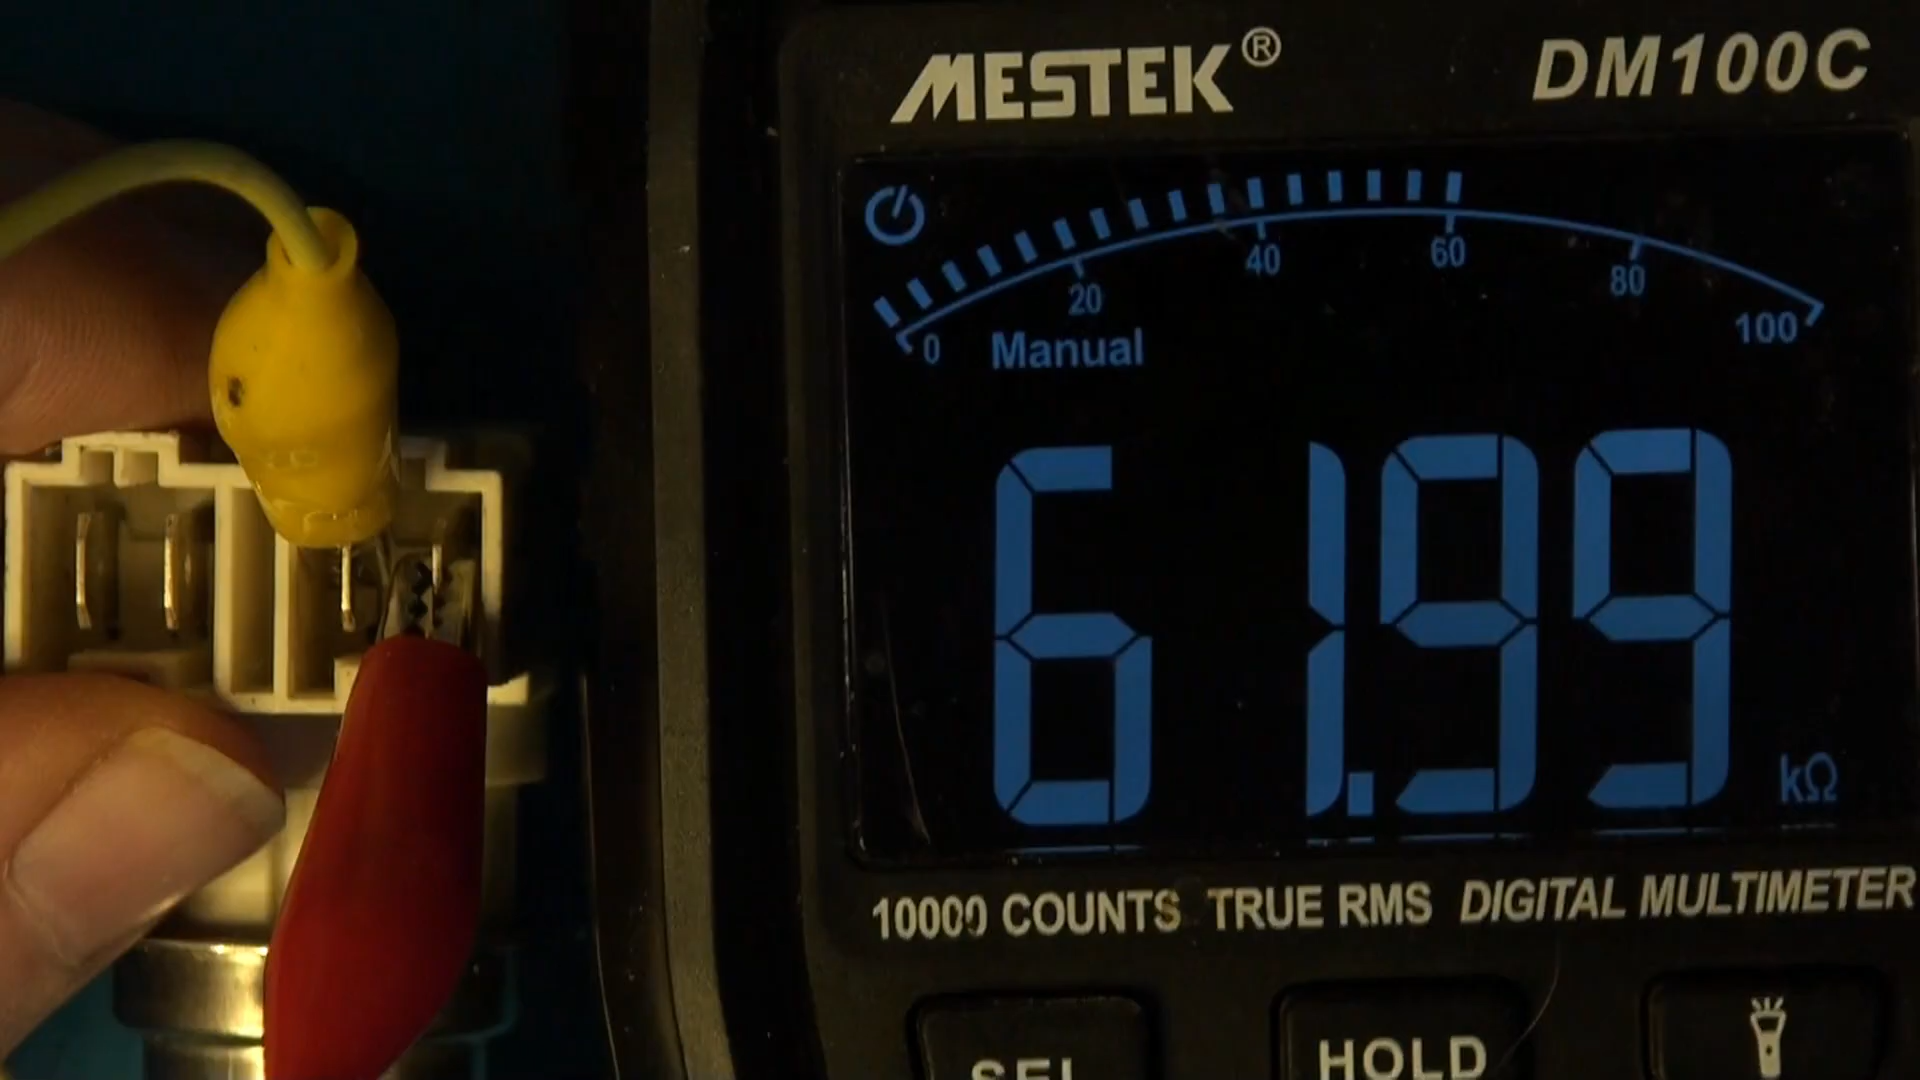 MESTEK® DM100C
0 20 40 60 80 100
Manual
61.99 kΩ
10000 COUNTS TRUE RMS DIGITAL MULTIMETER
SEL HOLD